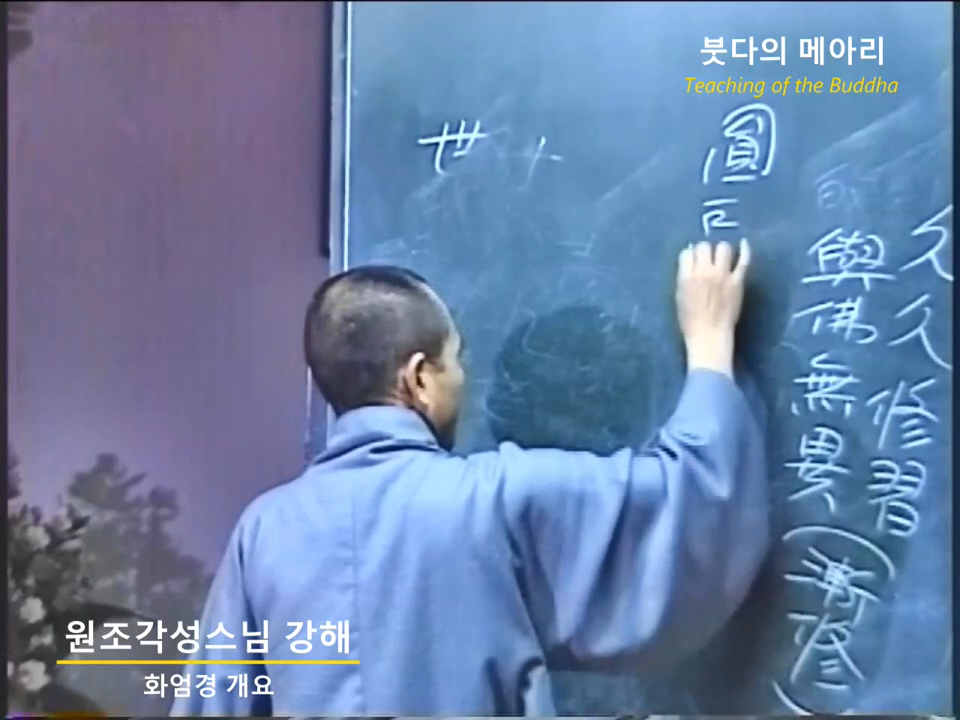 붓다의 메아리
Teaching of the Buddha
久久修習
與佛無異(漸修)
圓
世
원조각성스님 강해
화엄경 개요